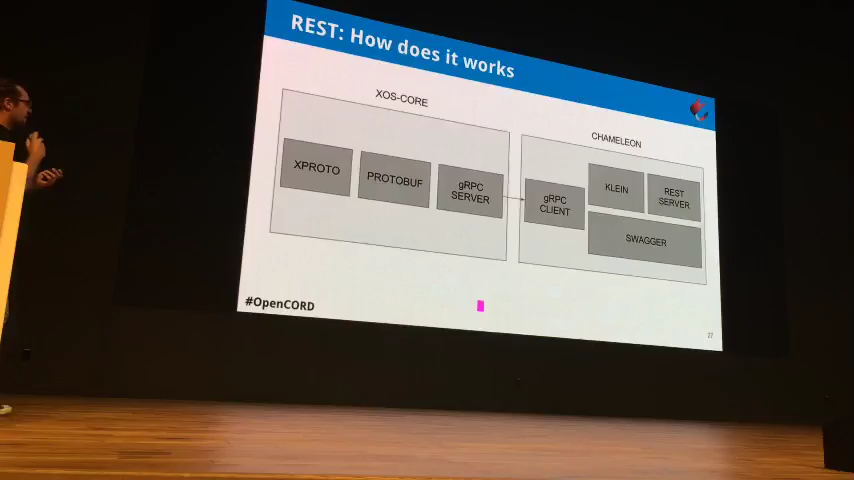 REST: How does it works
XOS-CORE
CHAMELEON
XPROTO
PROTOBUF
gRPC
SERVER
gRPC
CLIENT
KLEIN
REST
SERVER
SWAGGER
#OpenCORD
27